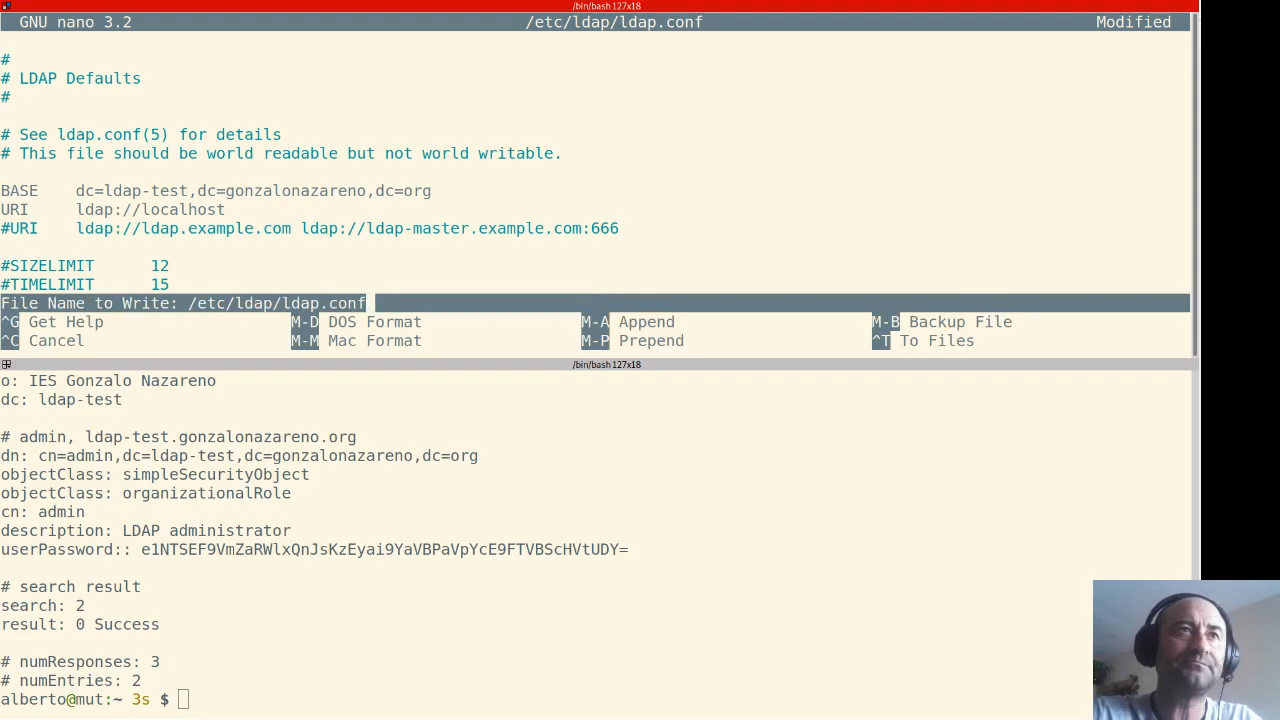 /bin/bash 127x18
GNU nano 3.2 /etc/ldap/ldap.conf Modified
#
# LDAP Defaults
#
# See ldap.conf(5) for details
# This file should be world readable but not world writable.
BASE dc=ldap-test,dc=gonzalonazareno,dc=org
URI ldap://localhost
#URI ldap://ldap.example.com ldap://ldap-master.example.com:666
#SIZELIMIT 12
#TIMELIMIT 15
File Name to Write: /etc/ldap/ldap.conf
^G Get Help M-D DOS Format M-A Append M-B Backup File
^C Cancel M-M Mac Format M-P Prepend ^T To Files
/bin/bash 127x18
o: IES Gonzalo Nazareno
dc: ldap-test
# admin, ldap-test.gonzalonazareno.org
dn: cn=admin,dc=ldap-test,dc=gonzalonazareno,dc=org
objectClass: simpleSecurityObject
objectClass: organizationalRole
cn: admin
description: LDAP administrator
userPassword:: e1NTSEF9VmZaRWlxQnJsKzEyai9YaVBPaVpYcE9FTVBScHVtUDY=
# search result
search: 2
result: 0 Success
# numResponses: 3
# numEntries: 2
alberto@mut:~ 3s $